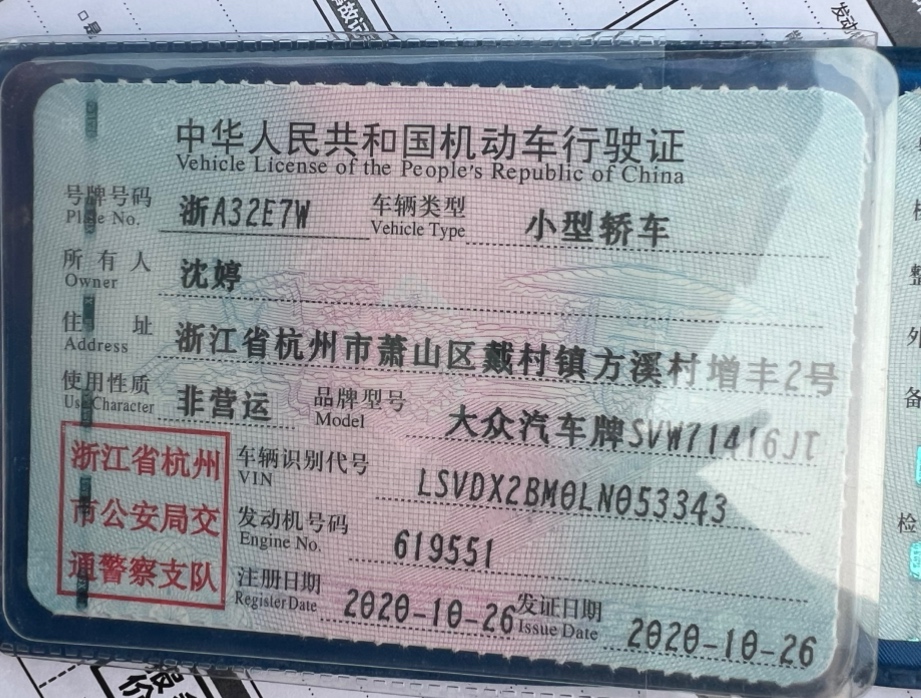 中华人民共和国机动车行驶证
Vehicle License of the People's Republic of China
号牌号码 浙A32E7W 车辆类型 小型轿车
Plate No. Vehicle Type
所有人 沈婷
Owner
住址 浙江省杭州市萧山区戴村镇方溪村增丰2号
Address
使用性质 非营运 品牌型号 大众汽车牌SVW71416JT
Use Character Model
浙江省杭州
市公安局交
通警察支队
车辆识别代号 LSVDX2BM0LN053343
VIN
发动机号码 619551
Engine No.
注册日期 2020-10-26 发证日期 2020-10-26
Register Date Issue Date